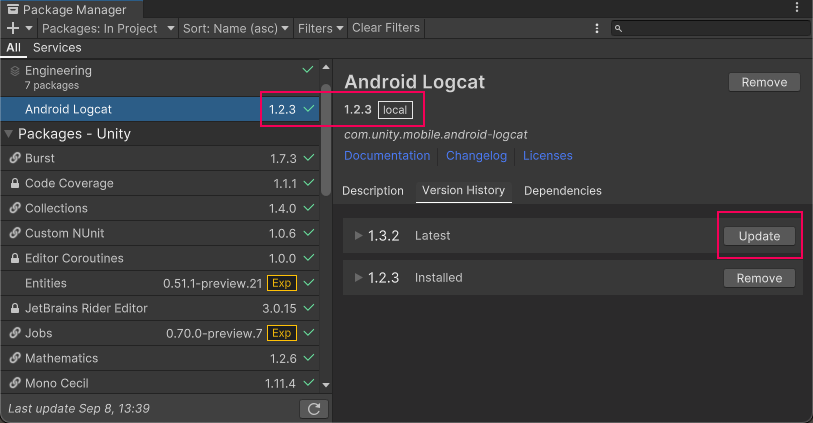 Package Manager
Packages: In Project Sort: Name (asc) Filters Clear Filters
All Services
Engineering
7 packages
Android Logcat 1.2.3
Packages - Unity
Burst 1.7.3
Code Coverage 1.1.1
Collections 1.4.0
Custom NUnit 1.0.6
Editor Coroutines 1.0.0
Entities 0.51.1-preview.21 Exp
JetBrains Rider Editor 3.0.15
Jobs 0.70.0-preview.7 Exp
Mathematics 1.2.6
Mono Cecil 1.11.4
Last update Sep 8, 13:39
Android Logcat Remove
1.2.3 local
com.unity.mobile.android-logcat
Documentation Changelog Licenses
Description Version History Dependencies
1.3.2 Latest Update
1.2.3 Installed Remove